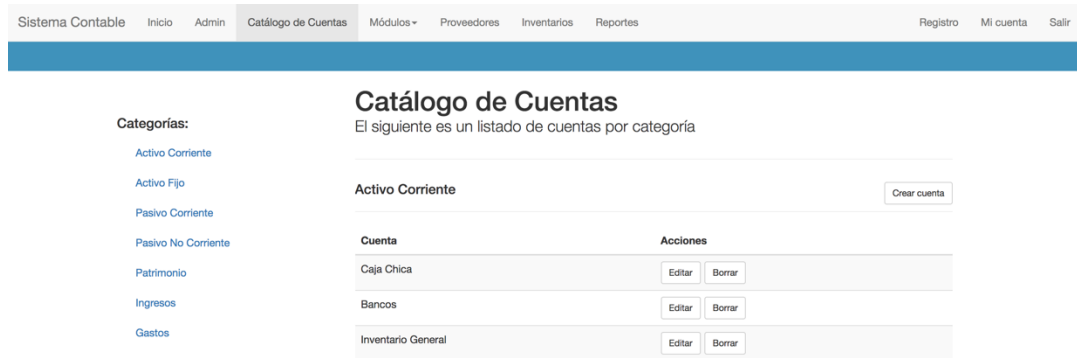 Sistema Contable Inicio Admin Catálogo de Cuentas Módulos Proveedores Inventarios Reportes Registro Mi cuenta Salir
Categorías:
Activo Corriente
Activo Fijo
Pasivo Corriente
Pasivo No Corriente
Patrimonio
Ingresos
Gastos
Catálogo de Cuentas
El siguiente es un listado de cuentas por categoría
Activo Corriente Crear cuenta
Cuenta Acciones
Caja Chica Editar Borrar
Bancos Editar Borrar
Inventario General Editar Borrar